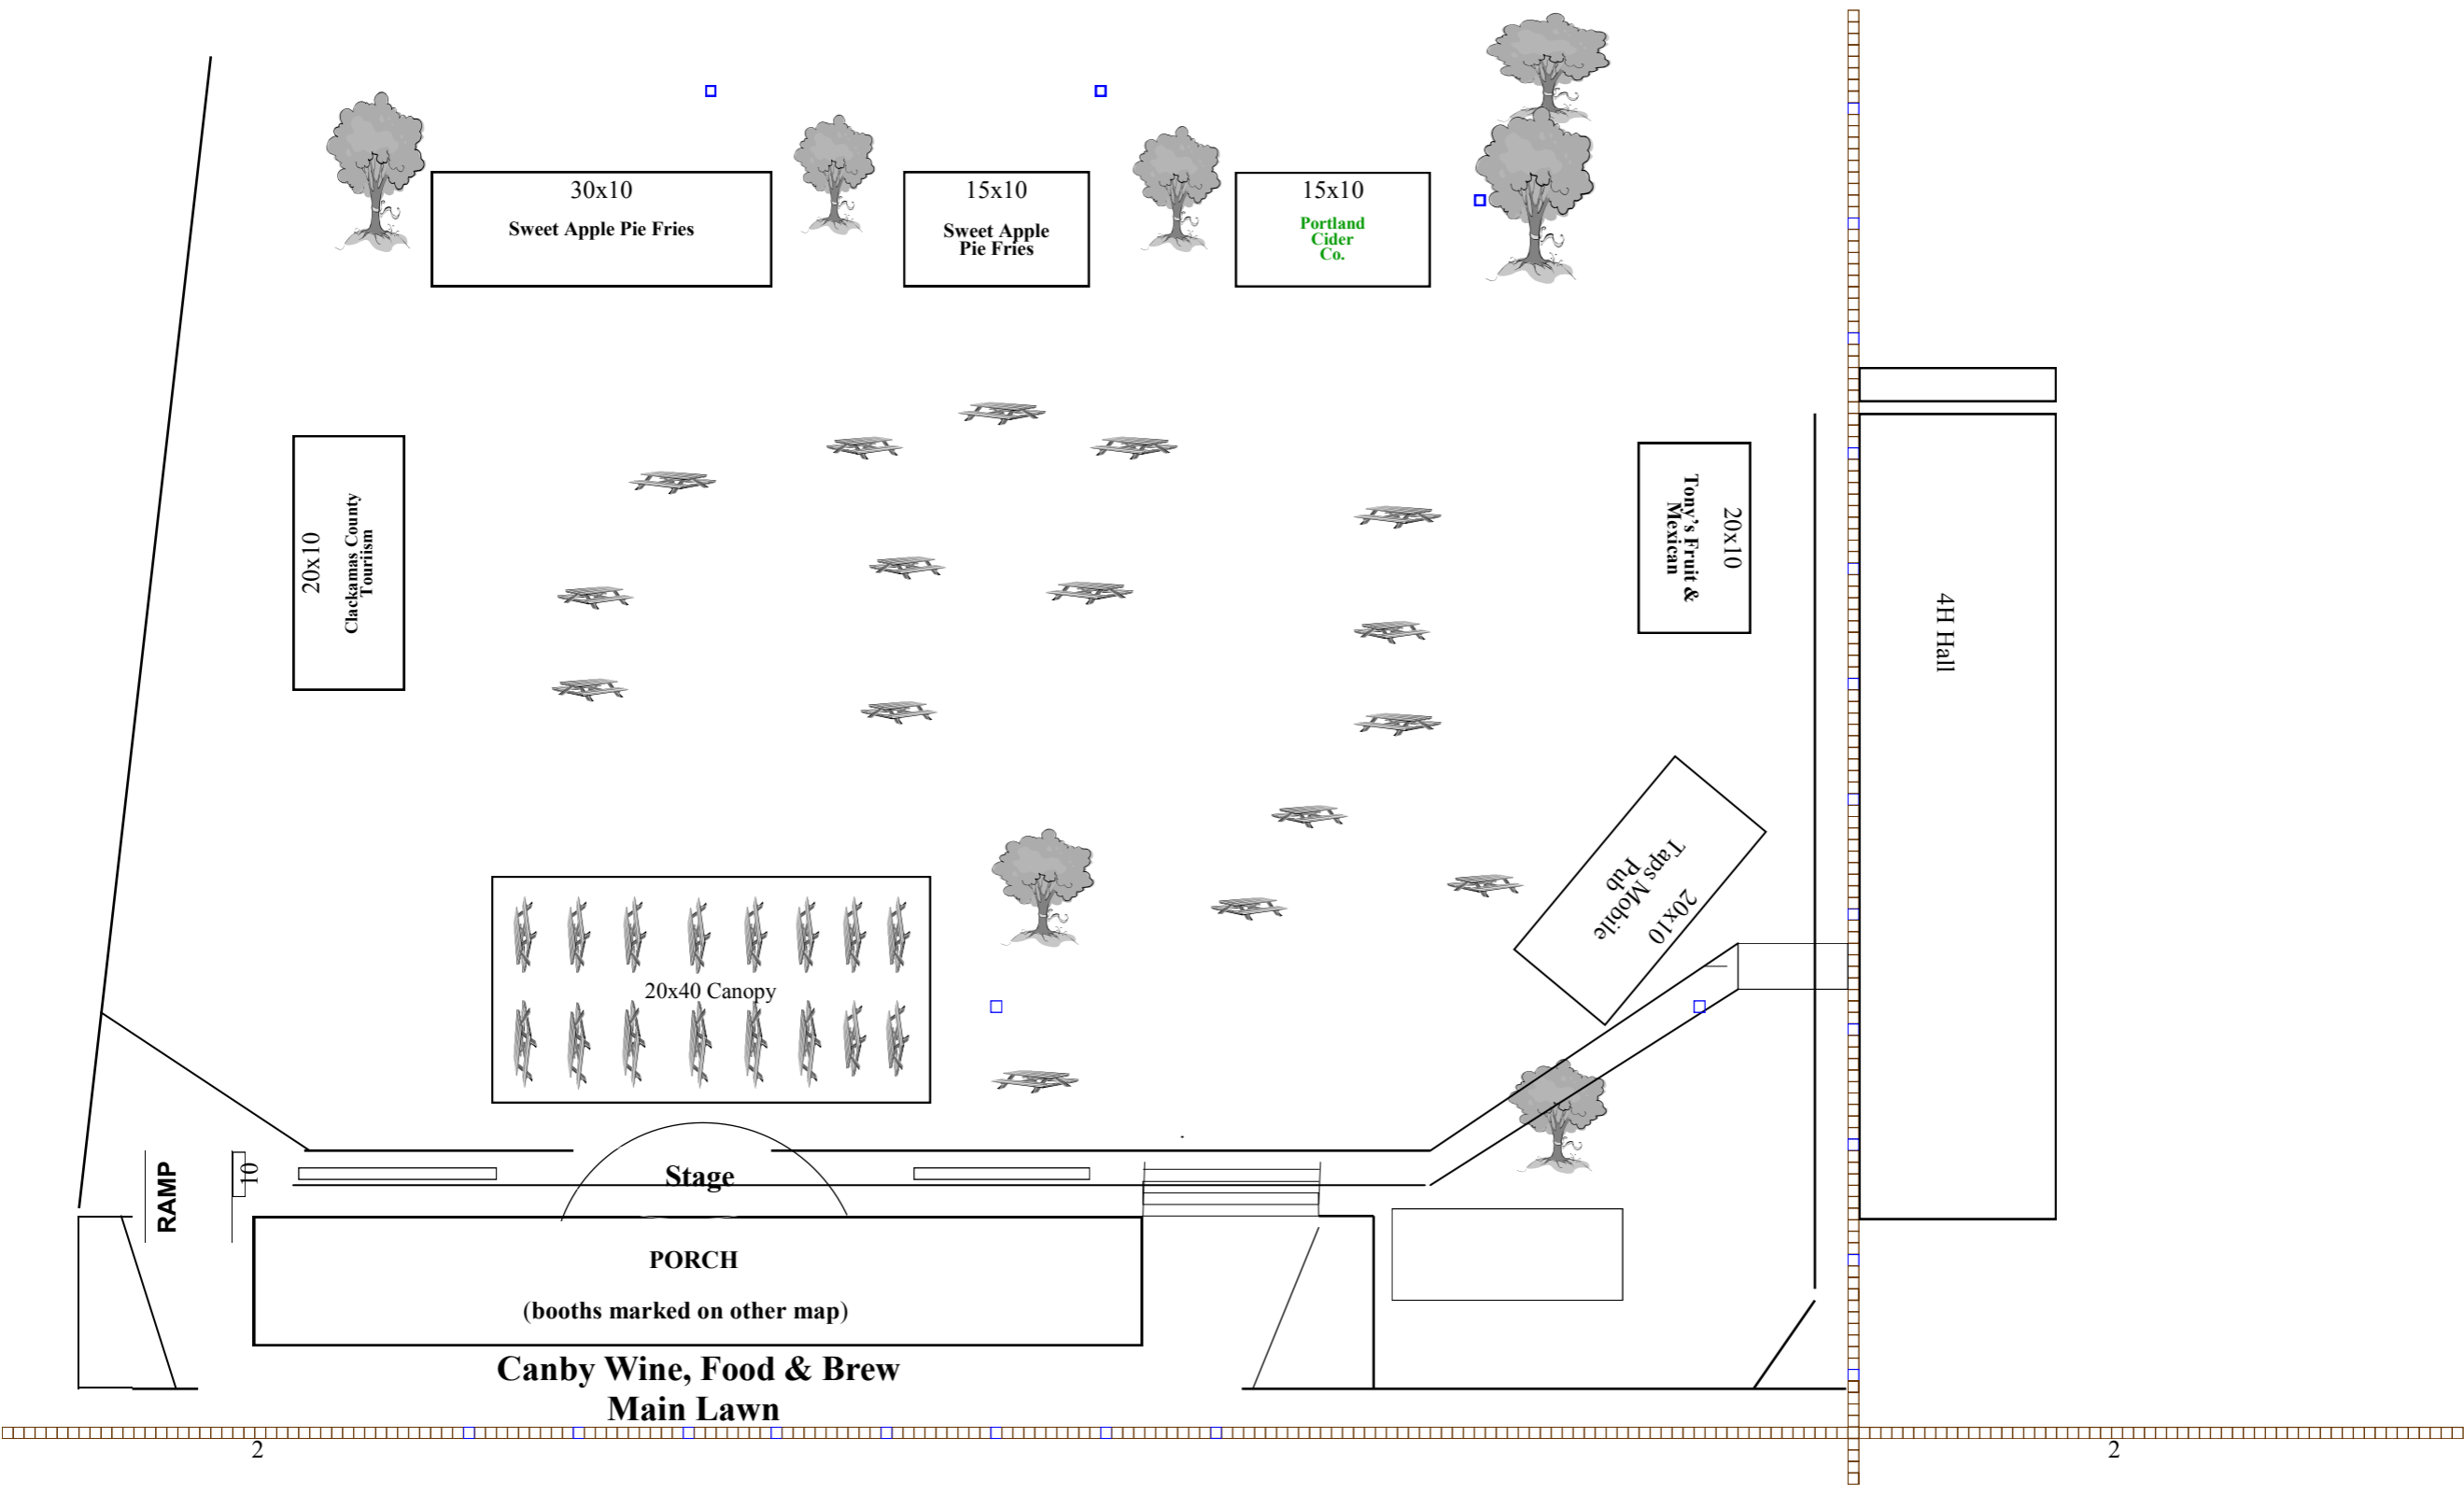 30x10
Sweet Apple Pie Fries
15x10
Sweet Apple
Pie Fries
15x10
Portland
Cider
Co.
20x10
Clackamas County
Touriism
Tony's Fruit &
Mexican
20x10
4H Hall
Taps Mobile
Pub
20x10
20x40 Canopy
Stage
RAMP
10
PORCH
(booths marked on other map)
Canby Wine, Food & Brew
Main Lawn
2
2